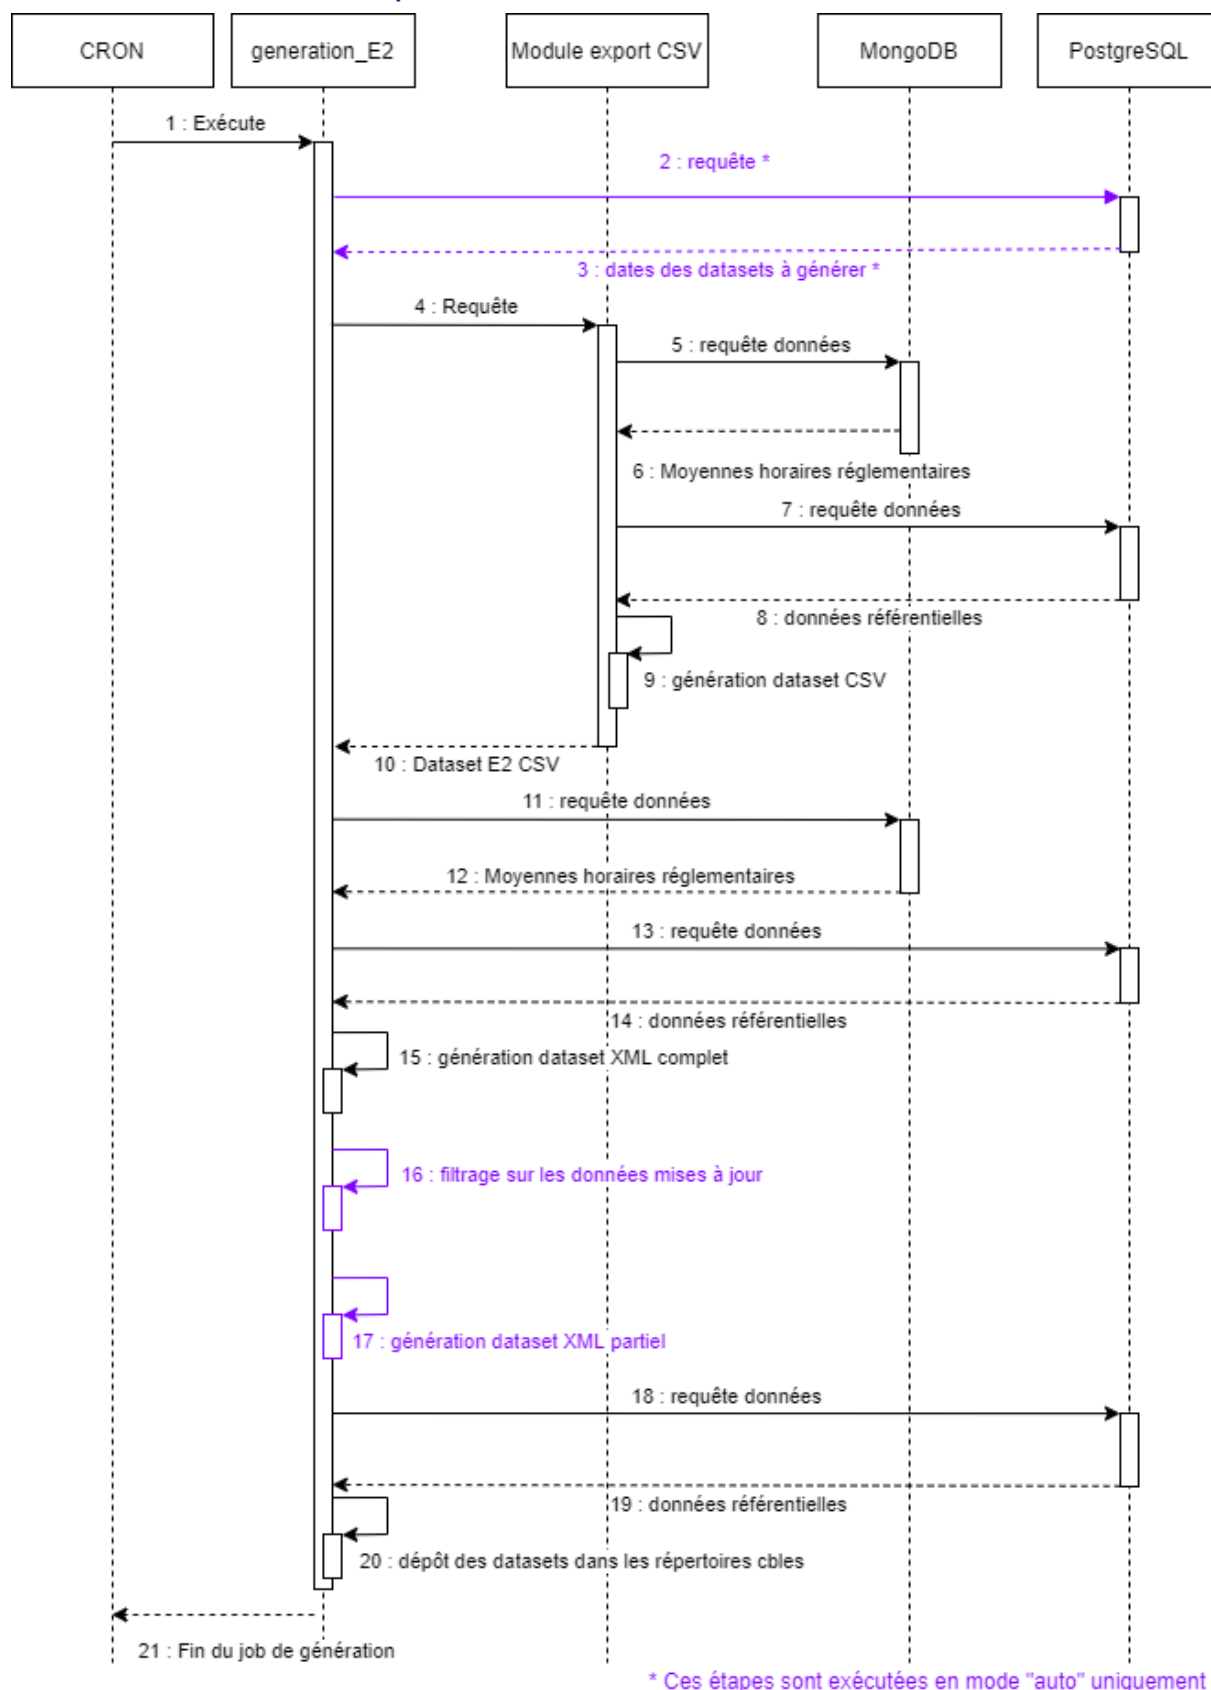 CRON
generation_E2
Module export CSV
MongoDB
PostgreSQL
1 : Exécute
2 : requête *
3 : dates des datasets à générer *
4 : Requête
5 : requête données
6 : Moyennes horaires réglementaires
7 : requête données
8 : données référentielles
9 : génération dataset CSV
10 : Dataset E2 CSV
11 : requête données
12 : Moyennes horaires réglementaires
13 : requête données
14 : données référentielles
15 : génération dataset XML complet
16 : filtrage sur les données mises à jour
17 : génération dataset XML partiel
18 : requête données
19 : données référentielles
20 : dépôt des datasets dans les répertoires cbles
21 : Fin du job de génération
* Ces étapes sont exécutées en mode "auto" uniquement